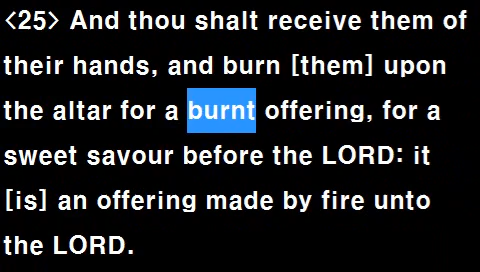 <25> And thou shalt receive them of
their hands, and burn [them] upon
the altar for a burnt offering, for a
sweet savour before the LORD: it
[is] an offering made by fire unto
the LORD.